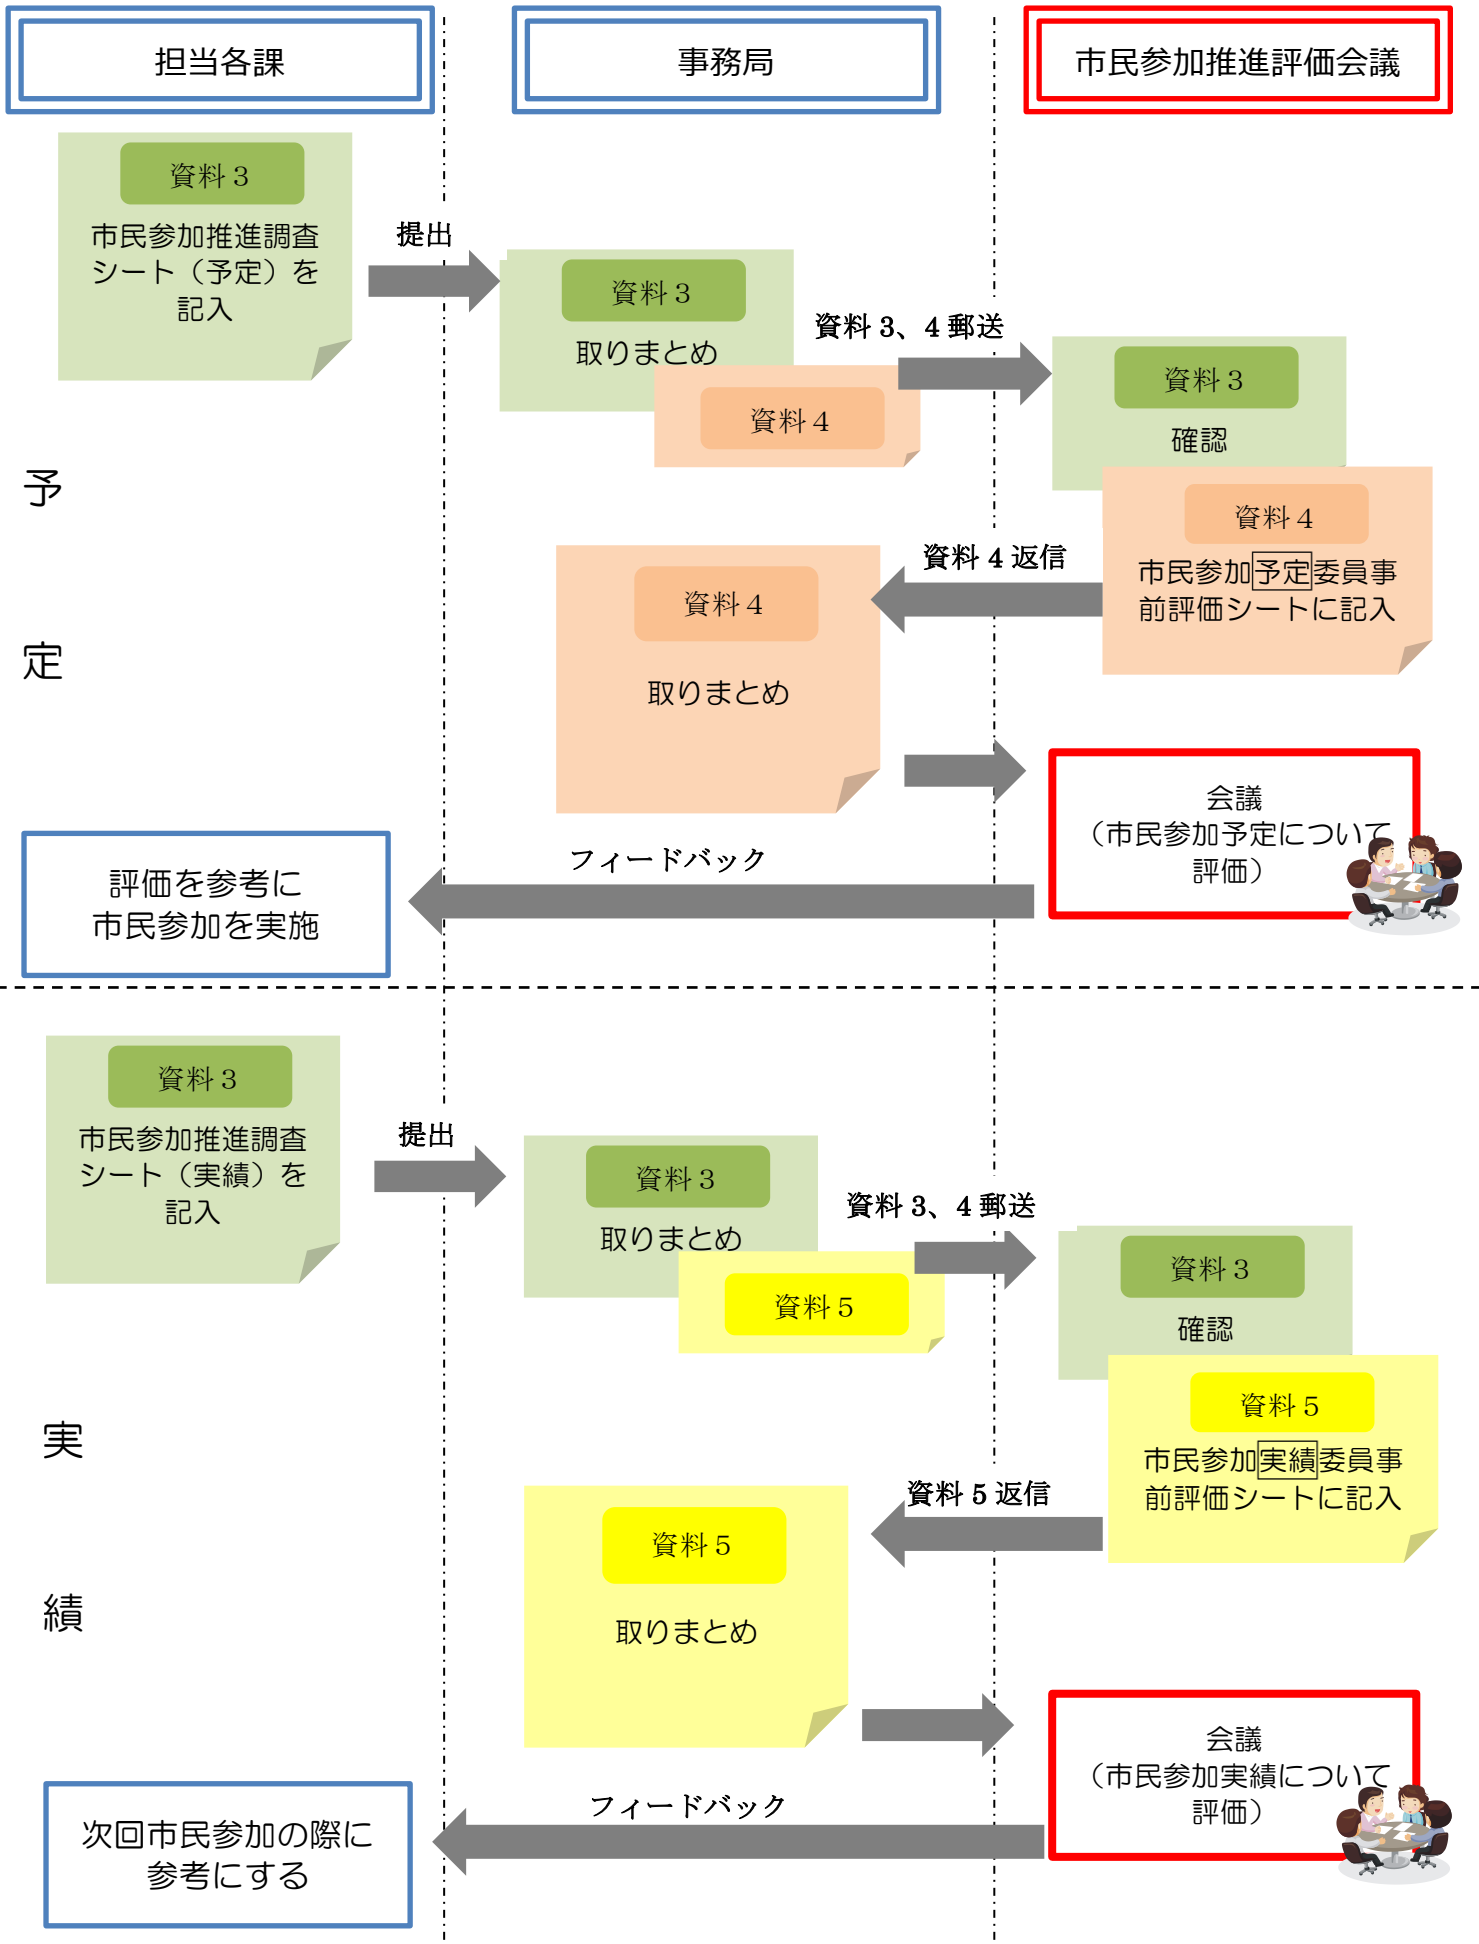 担当各課
事務局
市民参加推進評価会議
資料３
市民参加推進調査
シート（予定）を
記入
提出
資料３
取りまとめ
資料４
資料 3、4 郵送
資料３
確認
資料４
市民参加予定委員事
前評価シートに記入
資料 4 返信
資料４
取りまとめ
予
定
会議
（市民参加予定について
評価）
フィードバック
評価を参考に
市民参加を実施
資料３
市民参加推進調査
シート（実績）を
記入
提出
資料３
取りまとめ
資料５
資料 3、4 郵送
資料３
確認
資料５
市民参加実績委員事
前評価シートに記入
資料 5 返信
資料５
取りまとめ
実
績
会議
（市民参加実績について
評価）
フィードバック
次回市民参加の際に
参考にする